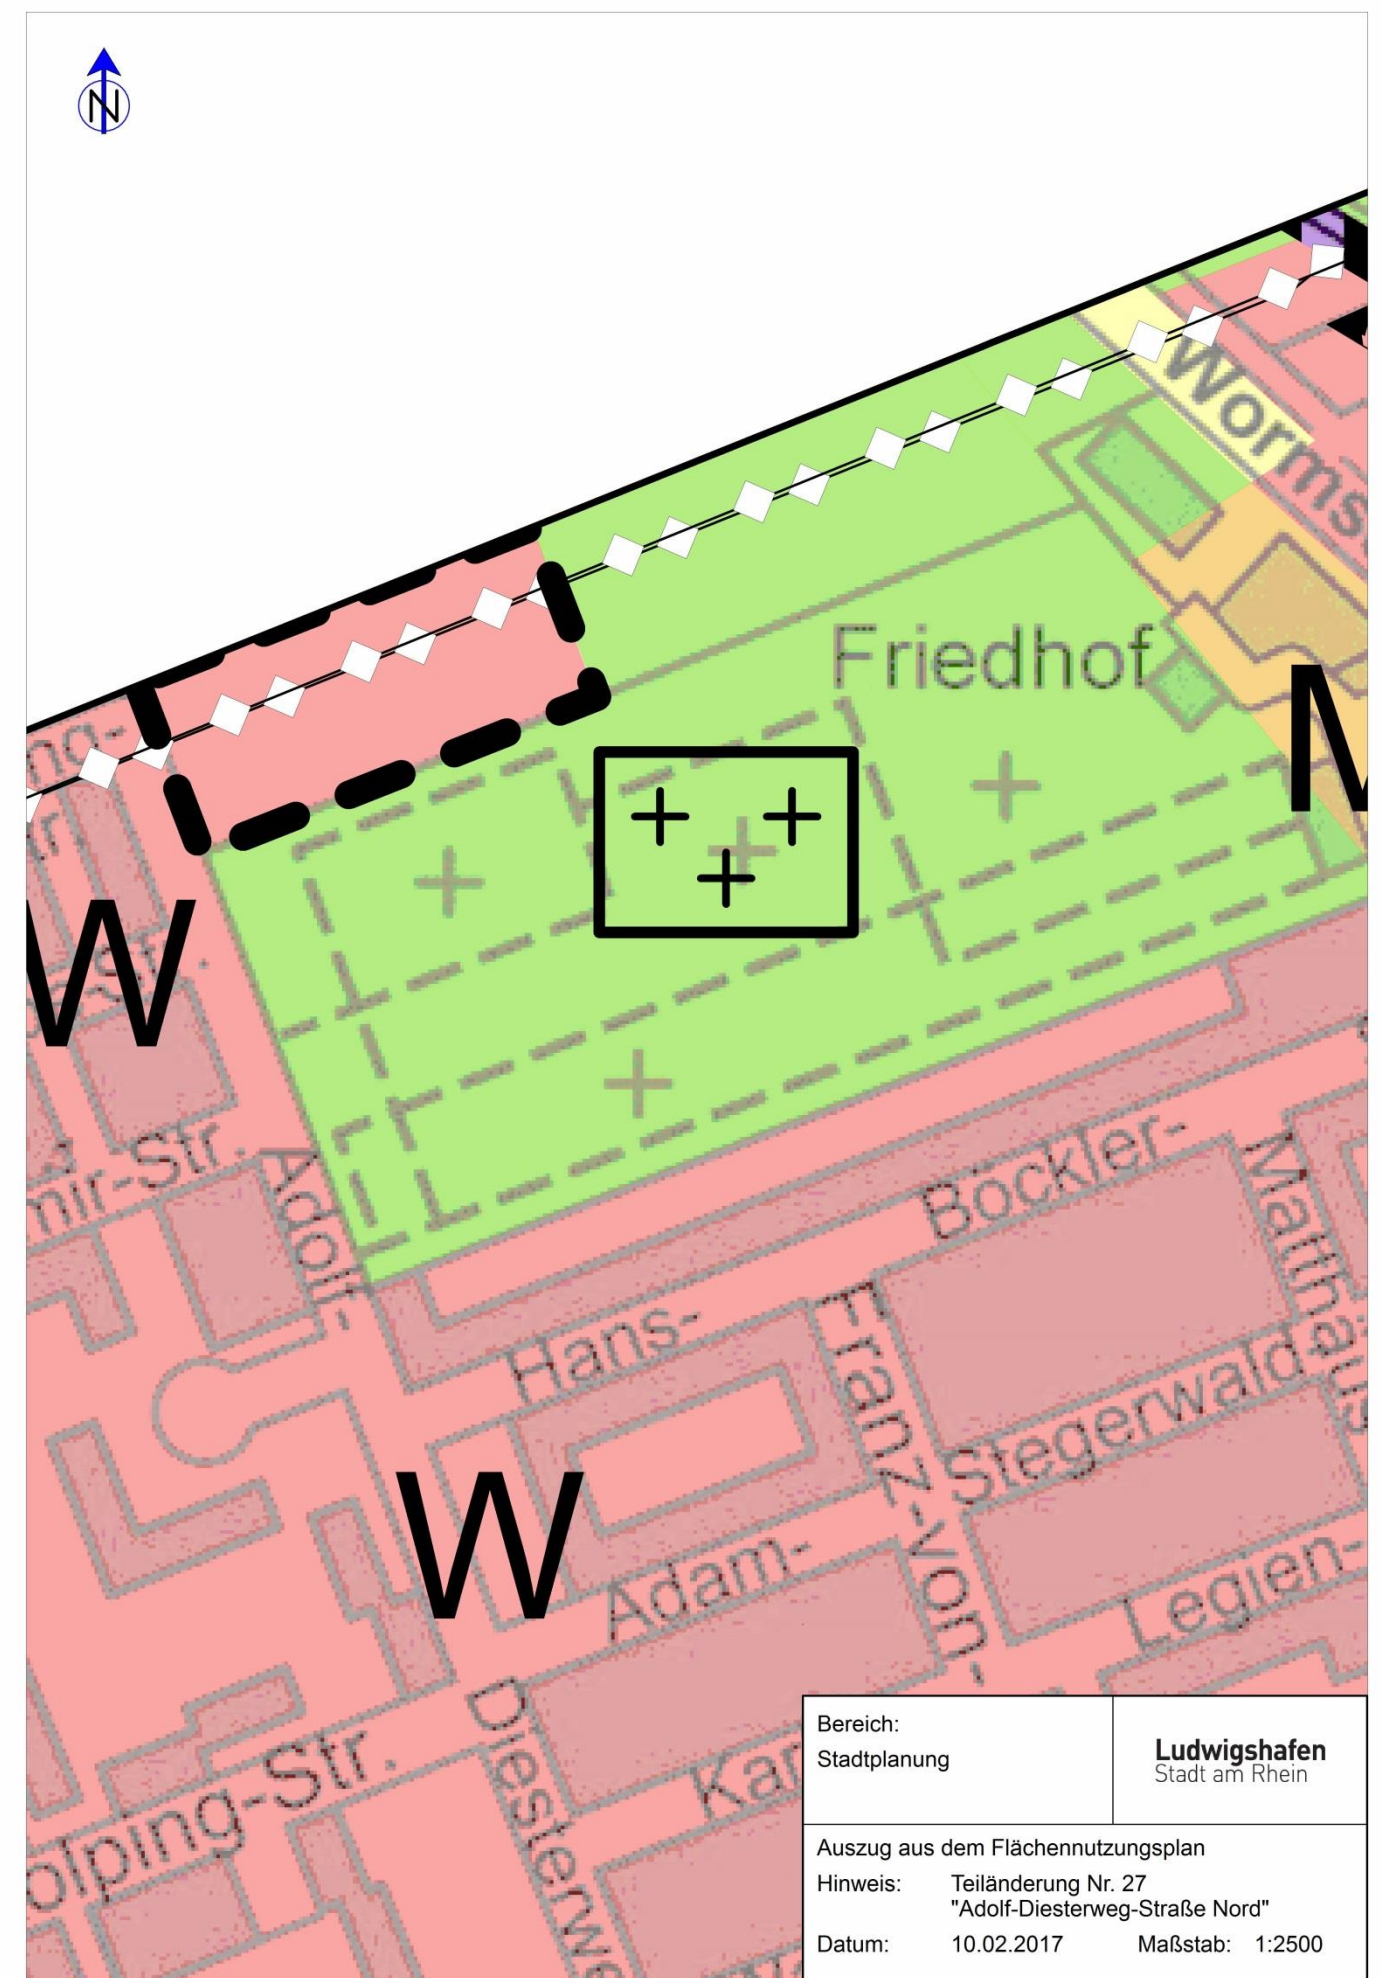 N
Worms
Friedhof
M
ng-
W
mir-Str.
Adolf-
Böckler-
Hans-
Franz-von-
Matthäus
Stegerwald-
W
Adam-
Legien-
Diesterwe
Kar
olping-Str.
Bereich:
Stadtplanung
Ludwigshafen
Stadt am Rhein
Auszug aus dem Flächennutzungsplan
Hinweis: Teiländerung Nr. 27
"Adolf-Diesterweg-Straße Nord"
Datum: 10.02.2017 Maßstab: 1:2500